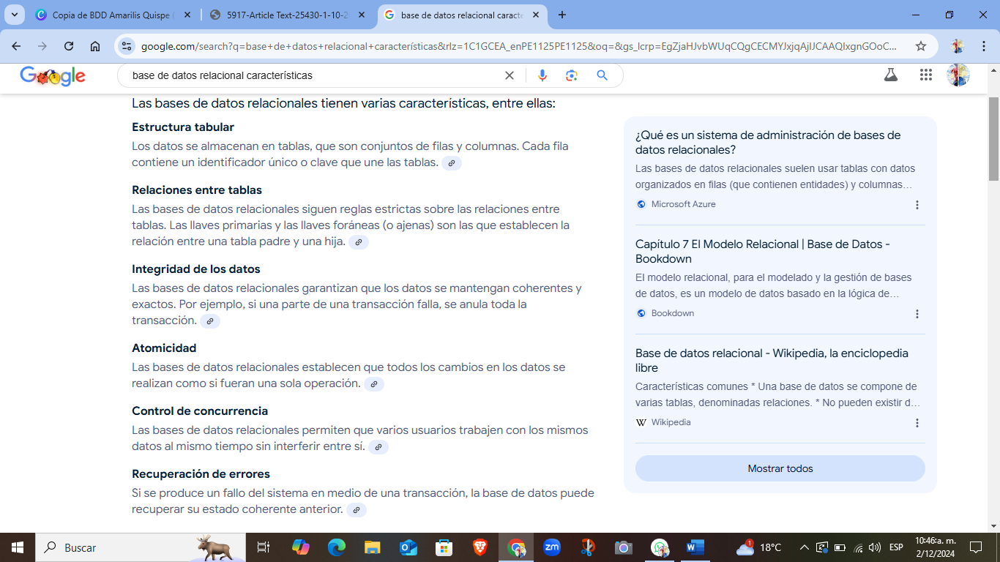 Copia de BDD Amarilis Quispe
5917-Article Text-25430-1-10-2
base de datos relacional caracte
google.com/search?q=base+de+datos+relacional+características&rlz=1C1GCEA_enPE1125PE1125&oq=&gs_lcrp=EgZjaHJvbWUqCQgCECMYJxjqAjIJCAAQIxgnGOoC...
Google
base de datos relacional características
Las bases de datos relacionales tienen varias características, entre ellas:
Estructura tabular
Los datos se almacenan en tablas, que son conjuntos de filas y columnas. Cada fila
contiene un identificador único o clave que une las tablas.
Relaciones entre tablas
Las bases de datos relacionales siguen reglas estrictas sobre las relaciones entre
tablas. Las llaves primarias y las llaves foráneas (o ajenas) son las que establecen la
relación entre una tabla padre y una hija.
Integridad de los datos
Las bases de datos relacionales garantizan que los datos se mantengan coherentes y
exactos. Por ejemplo, si una parte de una transacción falla, se anula toda la
transacción.
Atomicidad
Las bases de datos relacionales establecen que todos los cambios en los datos se
realizan como si fueran una sola operación.
Control de concurrencia
Las bases de datos relacionales permiten que varios usuarios trabajen con los mismos
datos al mismo tiempo sin interferir entre sí.
Recuperación de errores
Si se produce un fallo del sistema en medio de una transacción, la base de datos puede
recuperar su estado coherente anterior.
¿Qué es un sistema de administración de bases de
datos relacionales?
Las bases de datos relacionales suelen usar tablas con datos
organizados en filas (que contienen entidades) y columnas...
Microsoft Azure
Capítulo 7 El Modelo Relacional | Base de Datos -
Bookdown
El modelo relacional, para el modelado y la gestión de bases
de datos, es un modelo de datos basado en la lógica de...
Bookdown
Base de datos relacional - Wikipedia, la enciclopedia
libre
Características comunes * Una base de datos se compone de
varias tablas, denominadas relaciones. * No pueden existir d...
W Wikipedia
Mostrar todos
Buscar
zm
18°C
ESP
10:46:a. m.
2/12/2024